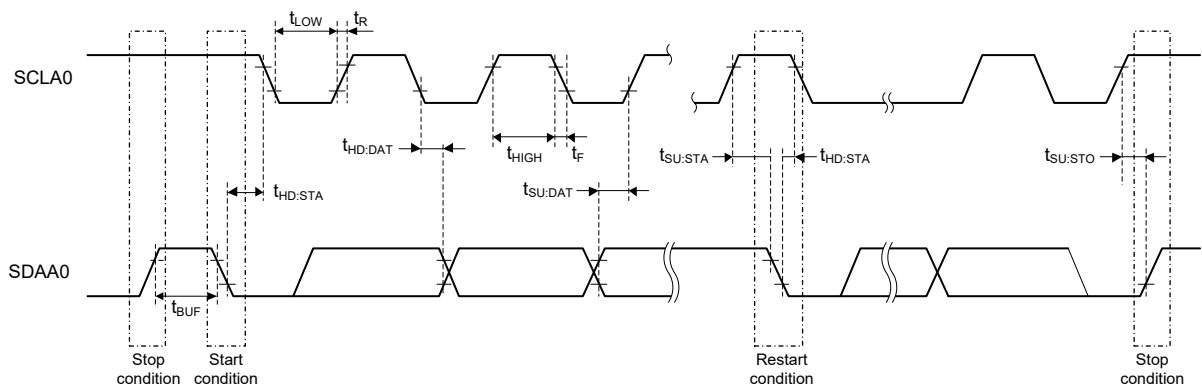 tLOW
tR
SCLA0
tHD:DAT
tHIGH
tF
tSU:STA
tHD:STA
tSU:STO
tHD:STA
tSU:DAT
SDAA0
tBUF
Stop
condition
Start
condition
Restart
condition
Stop
condition